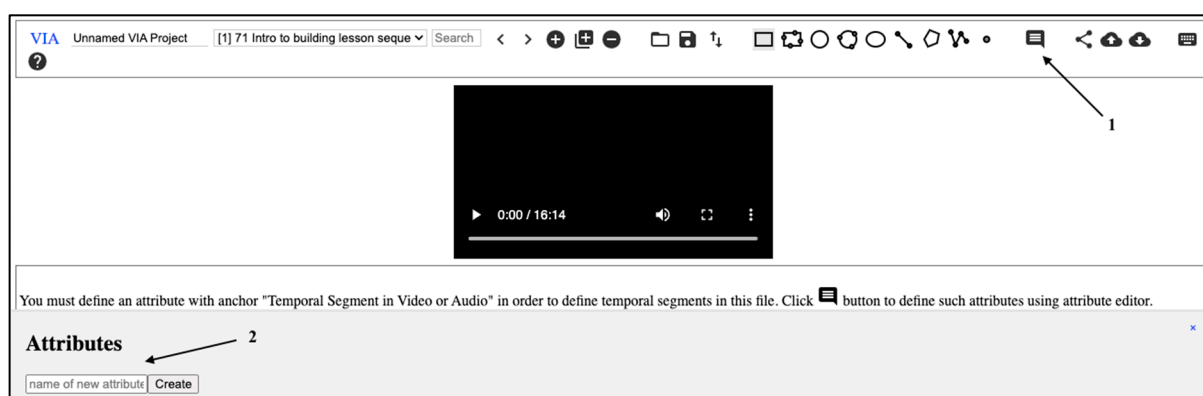 VIA Unnamed VIA Project [1] 71 Intro to building lesson seque Search
1
0:00 / 16:14
You must define an attribute with anchor "Temporal Segment in Video or Audio" in order to define temporal segments in this file. Click button to define such attributes using attribute editor.
Attributes
2
name of new attribute Create